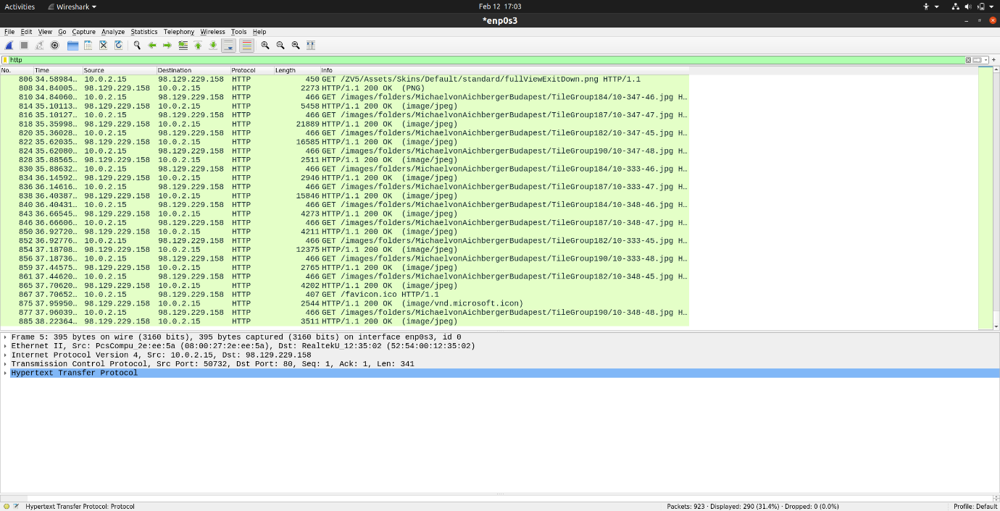 Activities Wireshark Feb 12 17:03
*enp0s3
File Edit View Go Capture Analyze Statistics Telephony Wireless Tools Help
http
No. Time Source Destination Protocol Length Info
806 34.58984… 10.0.2.15 98.129.229.158 HTTP 450 GET /ZV5/Assets/Skins/Default/standard/fullViewExitDown.png HTTP/1.1
808 34.84005… 98.129.229.158 10.0.2.15 HTTP 2273 HTTP/1.1 200 OK (PNG)
810 34.84060… 10.0.2.15 98.129.229.158 HTTP 466 GET /images/folders/MichaelvonAichbergerBudapest/TileGroup184/10-347-46.jpg H…
814 35.10113… 98.129.229.158 10.0.2.15 HTTP 5458 HTTP/1.1 200 OK (image/jpeg)
816 35.10127… 10.0.2.15 98.129.229.158 HTTP 466 GET /images/folders/MichaelvonAichbergerBudapest/TileGroup187/10-347-47.jpg H…
818 35.35998… 98.129.229.158 10.0.2.15 HTTP 21889 HTTP/1.1 200 OK (image/jpeg)
820 35.36028… 10.0.2.15 98.129.229.158 HTTP 466 GET /images/folders/MichaelvonAichbergerBudapest/TileGroup182/10-347-45.jpg H…
822 35.62035… 98.129.229.158 10.0.2.15 HTTP 16585 HTTP/1.1 200 OK (image/jpeg)
824 35.62080… 10.0.2.15 98.129.229.158 HTTP 466 GET /images/folders/MichaelvonAichbergerBudapest/TileGroup190/10-347-48.jpg H…
828 35.88565… 98.129.229.158 10.0.2.15 HTTP 2511 HTTP/1.1 200 OK (image/jpeg)
830 35.88632… 10.0.2.15 98.129.229.158 HTTP 466 GET /images/folders/MichaelvonAichbergerBudapest/TileGroup184/10-333-46.jpg H…
834 36.14592… 98.129.229.158 10.0.2.15 HTTP 2946 HTTP/1.1 200 OK (image/jpeg)
836 36.14616… 10.0.2.15 98.129.229.158 HTTP 466 GET /images/folders/MichaelvonAichbergerBudapest/TileGroup187/10-333-47.jpg H…
838 36.40387… 98.129.229.158 10.0.2.15 HTTP 15846 HTTP/1.1 200 OK (image/jpeg)
840 36.40431… 10.0.2.15 98.129.229.158 HTTP 466 GET /images/folders/MichaelvonAichbergerBudapest/TileGroup184/10-348-46.jpg H…
843 36.66545… 98.129.229.158 10.0.2.15 HTTP 4273 HTTP/1.1 200 OK (image/jpeg)
846 36.66606… 10.0.2.15 98.129.229.158 HTTP 466 GET /images/folders/MichaelvonAichbergerBudapest/TileGroup187/10-348-47.jpg H…
850 36.92720… 98.129.229.158 10.0.2.15 HTTP 4211 HTTP/1.1 200 OK (image/jpeg)
852 36.92776… 10.0.2.15 98.129.229.158 HTTP 466 GET /images/folders/MichaelvonAichbergerBudapest/TileGroup182/10-333-45.jpg H…
854 37.18708… 98.129.229.158 10.0.2.15 HTTP 12375 HTTP/1.1 200 OK (image/jpeg)
856 37.18736… 10.0.2.15 98.129.229.158 HTTP 466 GET /images/folders/MichaelvonAichbergerBudapest/TileGroup190/10-333-48.jpg H…
859 37.44575… 98.129.229.158 10.0.2.15 HTTP 2765 HTTP/1.1 200 OK (image/jpeg)
861 37.44620… 10.0.2.15 98.129.229.158 HTTP 466 GET /images/folders/MichaelvonAichbergerBudapest/TileGroup182/10-348-45.jpg H…
865 37.70620… 98.129.229.158 10.0.2.15 HTTP 4202 HTTP/1.1 200 OK (image/jpeg)
867 37.70652… 10.0.2.15 98.129.229.158 HTTP 407 GET /favicon.ico HTTP/1.1
875 37.95950… 98.129.229.158 10.0.2.15 HTTP 2544 HTTP/1.1 200 OK (image/vnd.microsoft.icon)
877 37.96039… 10.0.2.15 98.129.229.158 HTTP 466 GET /images/folders/MichaelvonAichbergerBudapest/TileGroup190/10-348-48.jpg H…
885 38.22364… 98.129.229.158 10.0.2.15 HTTP 3511 HTTP/1.1 200 OK (image/jpeg)
Frame 5: 395 bytes on wire (3160 bits), 395 bytes captured (3160 bits) on interface enp0s3, id 0
Ethernet II, Src: PcsCompu_2e:ee:5a (08:00:27:2e:ee:5a), Dst: RealtekU_12:35:02 (52:54:00:12:35:02)
Internet Protocol Version 4, Src: 10.0.2.15, Dst: 98.129.229.158
Transmission Control Protocol, Src Port: 50732, Dst Port: 80, Seq: 1, Ack: 1, Len: 341
Hypertext Transfer Protocol
Hypertext Transfer Protocol: Protocol Packets: 923 · Displayed: 290 (31.4%) · Dropped: 0 (0.0%) Profile: Default